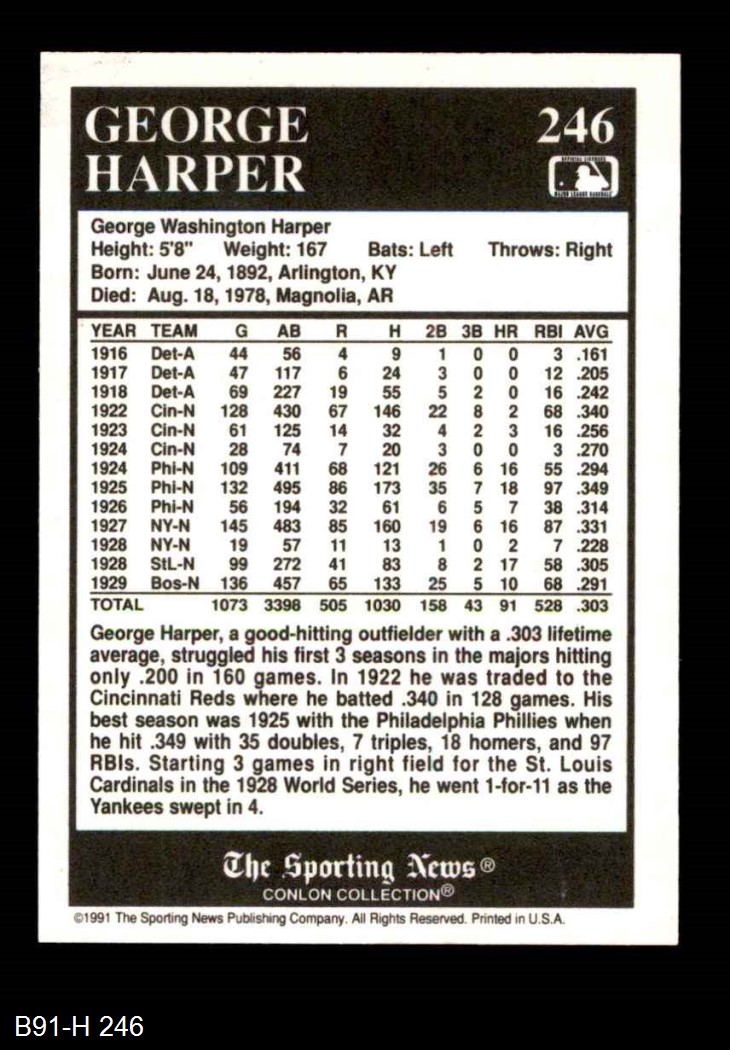 GEORGE
HARPER
246
OFFICIAL LICENSEE
MAJOR LEAGUE BASEBALL
George Washington Harper
Height: 5'8" Weight: 167 Bats: Left Throws: Right
Born: June 24, 1892, Arlington, KY
Died: Aug. 18, 1978, Magnolia, AR
YEAR TEAM G AB R H 2B 3B HR RBI AVG
1916 Det-A 44 56 4 9 1 0 0 3 .161
1917 Det-A 47 117 6 24 3 0 0 12 .205
1918 Det-A 69 227 19 55 5 2 0 16 .242
1922 Cin-N 128 430 67 146 22 8 2 68 .340
1923 Cin-N 61 125 14 32 4 2 3 16 .256
1924 Cin-N 28 74 7 20 3 0 0 3 .270
1924 Phi-N 109 411 68 121 26 6 16 55 .294
1925 Phi-N 132 495 86 173 35 7 18 97 .349
1926 Phi-N 56 194 32 61 6 5 7 38 .314
1927 NY-N 145 483 85 160 19 6 16 87 .331
1928 NY-N 19 57 11 13 1 0 2 7 .228
1928 StL-N 99 272 41 83 8 2 17 58 .305
1929 Bos-N 136 457 65 133 25 5 10 68 .291
TOTAL 1073 3398 505 1030 158 43 91 528 .303
George Harper, a good-hitting outfielder with a .303 lifetime
average, struggled his first 3 seasons in the majors hitting
only .200 in 160 games. In 1922 he was traded to the
Cincinnati Reds where he batted .340 in 128 games. His
best season was 1925 with the Philadelphia Phillies when
he hit .349 with 35 doubles, 7 triples, 18 homers, and 97
RBIs. Starting 3 games in right field for the St. Louis
Cardinals in the 1928 World Series, he went 1-for-11 as the
Yankees swept in 4.
The Sporting News®
CONLON COLLECTION®
©1991 The Sporting News Publishing Company. All Rights Reserved. Printed in U.S.A.
B91-H 246